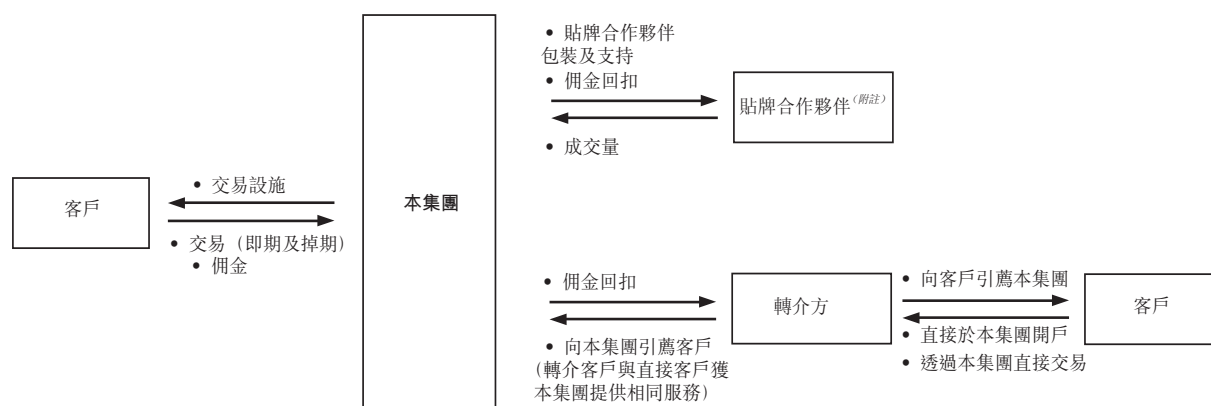 客戶
• 交易設施
• 交易（即期及掉期）
• 佣金
本集團
• 貼牌合作夥伴
包裝及支持
• 佣金回扣
• 成交量
貼牌合作夥伴（附註）
• 佣金回扣
• 向本集團引薦客戶
（轉介客戶與直接客戶獲
本集團提供相同服務）
轉介方
• 向客戶引薦本集團
• 直接於本集團開戶
• 透過本集團直接交易
客戶